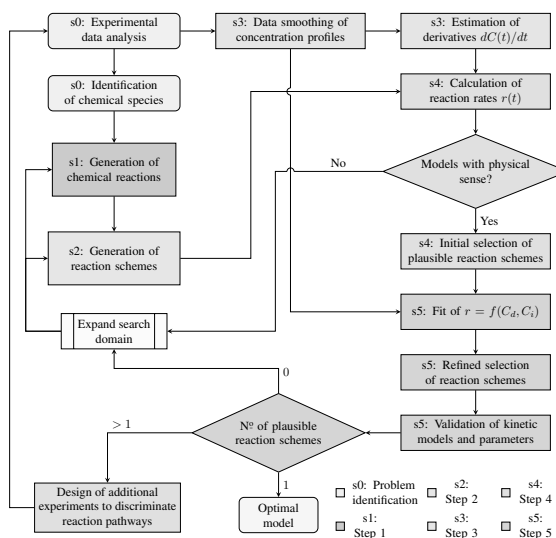 s0: Experimental
data analysis
s3: Data smoothing of
concentration profiles
s3: Estimation of
derivatives dC(t)/dt
s0: Identification
of chemical species
s4: Calculation of
reaction rates r(t)
s1: Generation of
chemical reactions
No
Models with physical
sense?
Yes
s2: Generation of
reaction schemes
s4: Initial selection of
plausible reaction schemes
Expand search
domain
s5: Fit of r = f(C_d, C_i)
s5: Refined selection
of reaction schemes
0
> 1
Nº of plausible
reaction schemes
s5: Validation of kinetic
models and parameters
1
Design of additional
experiments to discriminate
reaction pathways
Optimal
model
s0: Problem
identification
s2:
Step 2
s4:
Step 4
s1:
Step 1
s3:
Step 3
s5:
Step 5